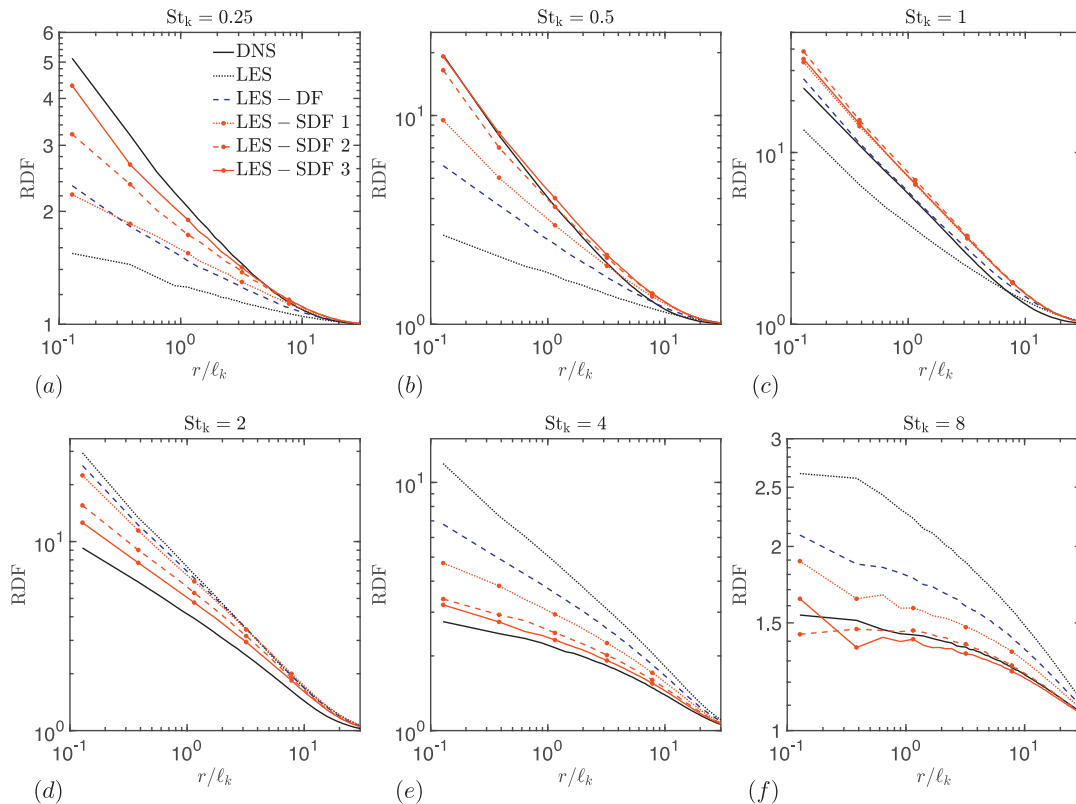 St_k = 0.25
6
5
4
3
2
1
RDF
DNS
LES
LES − DF
LES − SDF 1
LES − SDF 2
LES − SDF 3
10^-1
10^0
10^1
r/ℓ_k
(a)
St_k = 0.5
10^1
10^0
RDF
10^-1
10^0
10^1
r/ℓ_k
(b)
St_k = 1
10^1
10^0
RDF
10^-1
10^0
10^1
r/ℓ_k
(c)
St_k = 2
10^1
10^0
RDF
10^-1
10^0
10^1
r/ℓ_k
(d)
St_k = 4
10^1
10^0
RDF
10^-1
10^0
10^1
r/ℓ_k
(e)
St_k = 8
3
2.5
2
1.5
1
RDF
10^-1
10^0
10^1
r/ℓ_k
(f)